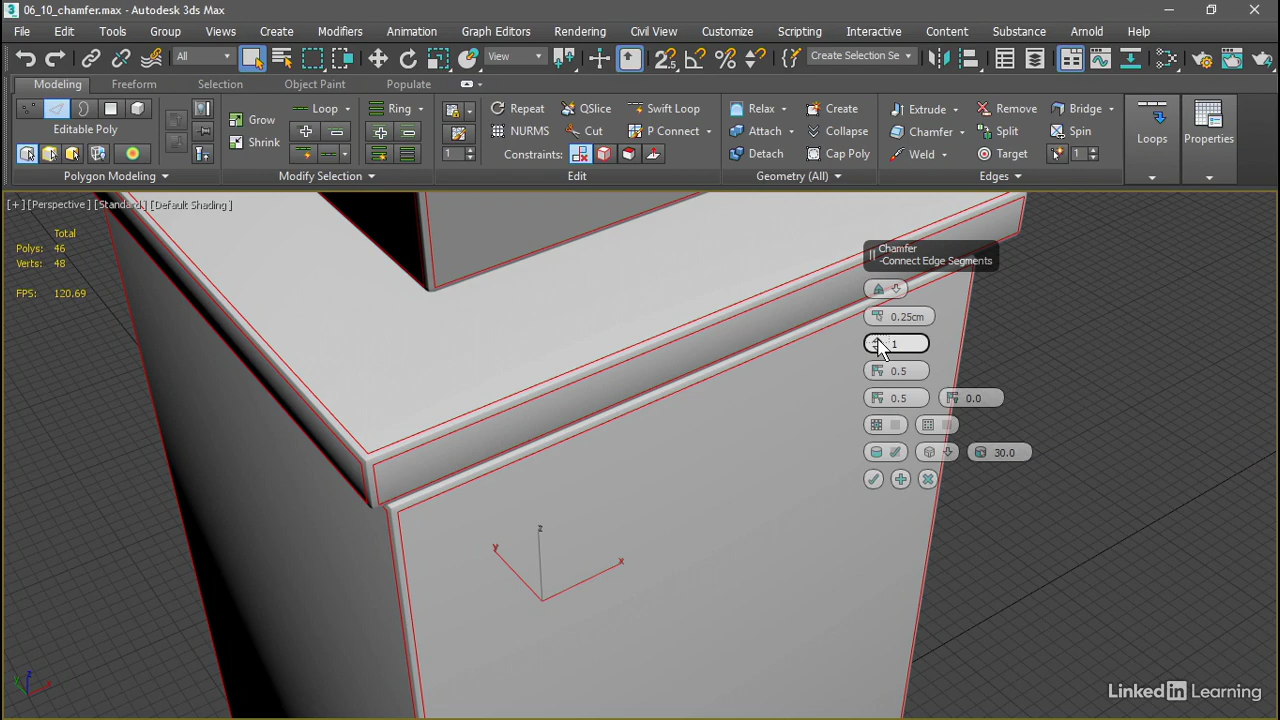 3 06_10_chamfer.max - Autodesk 3ds Max
File Edit Tools Group Views Create Modifiers Animation Graph Editors Rendering Civil View Customize Scripting Interactive Content Substance Arnold Help
All View Create Selection Se
Modeling Freeform Selection Object Paint Populate
Loop Ring Repeat QSlice Swift Loop Relax Create Extrude Remove Bridge
Grow
Editable Poly NURMS Cut P Connect Attach Collapse Chamfer Split Spin Loops Properties
Shrink
1 Constraints: Detach Cap Poly Weld Target 1
Polygon Modeling Modify Selection Edit Geometry (All) Edges
[+] [Perspective] [Standard] [Default Shading]
Total
Polys: 46
Verts: 48
FPS: 120.69
Chamfer
-Connect Edge Segments
0.25cm
1
0.5
0.5 0.0
30.0
z
y
x
z
y x
Linked in Learning